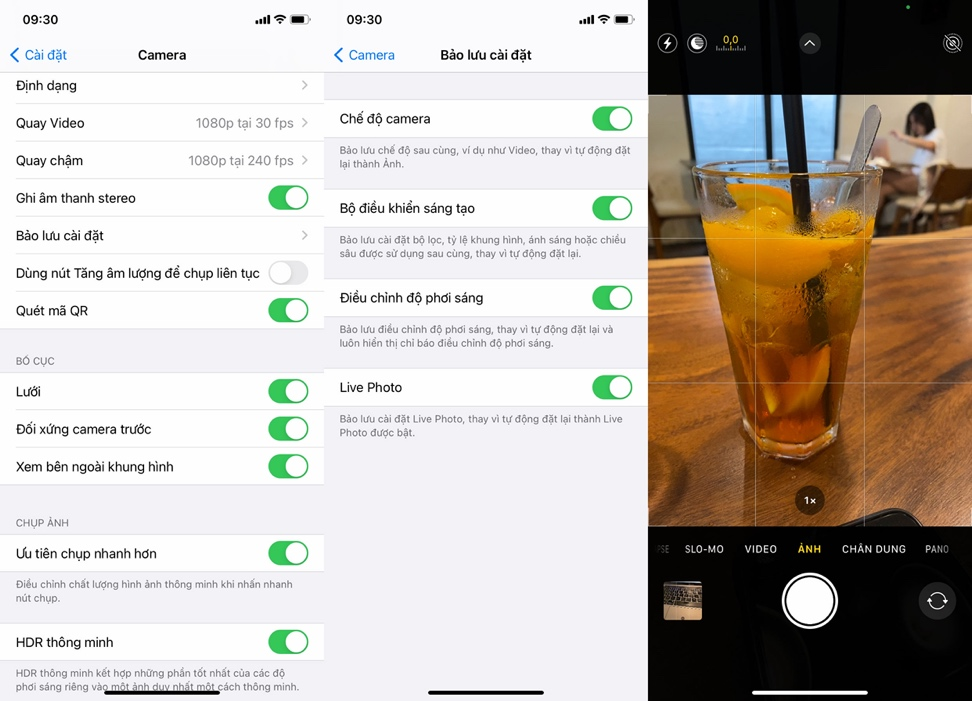 09:30
Cài đặt
Camera
Định dạng
Quay Video 1080p tại 30 fps
Quay chậm 1080p tại 240 fps
Ghi âm thanh stereo
Bảo lưu cài đặt
Dùng nút Tăng âm lượng để chụp liên tục
Quét mã QR
BỐ CỤC
Lưới
Đối xứng camera trước
Xem bên ngoài khung hình
CHỤP ẢNH
Ưu tiên chụp nhanh hơn
Điều chỉnh chất lượng hình ảnh thông minh khi nhấn nhanh
nút chụp.
HDR thông minh
HDR thông minh kết hợp những phần tốt nhất của các độ
phơi sáng riêng vào một ảnh duy nhất một cách thông minh.
09:30
Camera
Bảo lưu cài đặt
Chế độ camera
Bảo lưu chế độ sau cùng, ví dụ như Video, thay vì tự động đặt
lại thành Ảnh.
Bộ điều khiển sáng tạo
Bảo lưu cài đặt bộ lọc, tỷ lệ khung hình, ánh sáng hoặc chiều
sâu được sử dụng sau cùng, thay vì tự động đặt lại.
Điều chỉnh độ phơi sáng
Bảo lưu điều chỉnh độ phơi sáng, thay vì tự động đặt lại và
luôn hiển thị chỉ báo điều chỉnh độ phơi sáng.
Live Photo
Bảo lưu cài đặt Live Photo, thay vì tự động đặt lại thành Live
Photo được bật.
0,0
1×
PSE SLO-MO VIDEO ẢNH CHÂN DUNG PANO